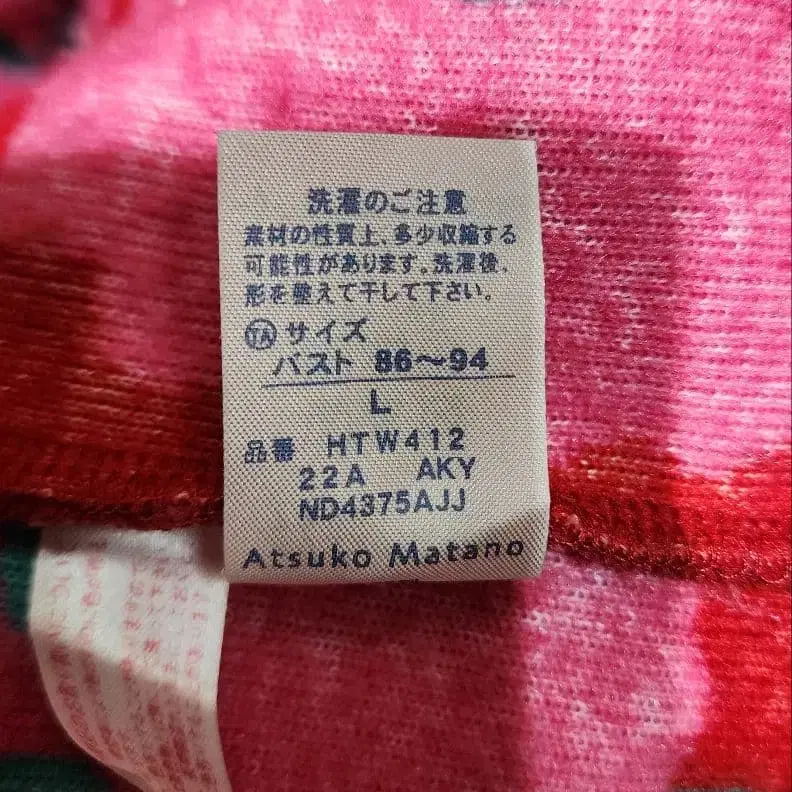 洗濯のご注意
素材の性質上、多少収縮する
可能性があります。洗濯後、
形を整えて干して下さい。
TA サイズ
バスト 86～94
L
品番 HTW412
22A AKY
ND4375AJJ
Atsuko Matano